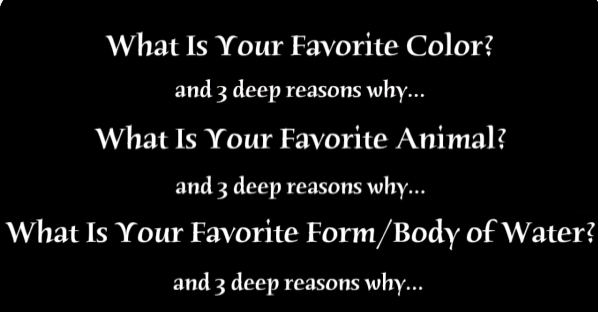 What Is Your Favorite Color?
and 3 deep reasons why...
What Is Your Favorite Animal?
and 3 deep reasons why...
What Is Your Favorite Form/Body of Water?
and 3 deep reasons why...